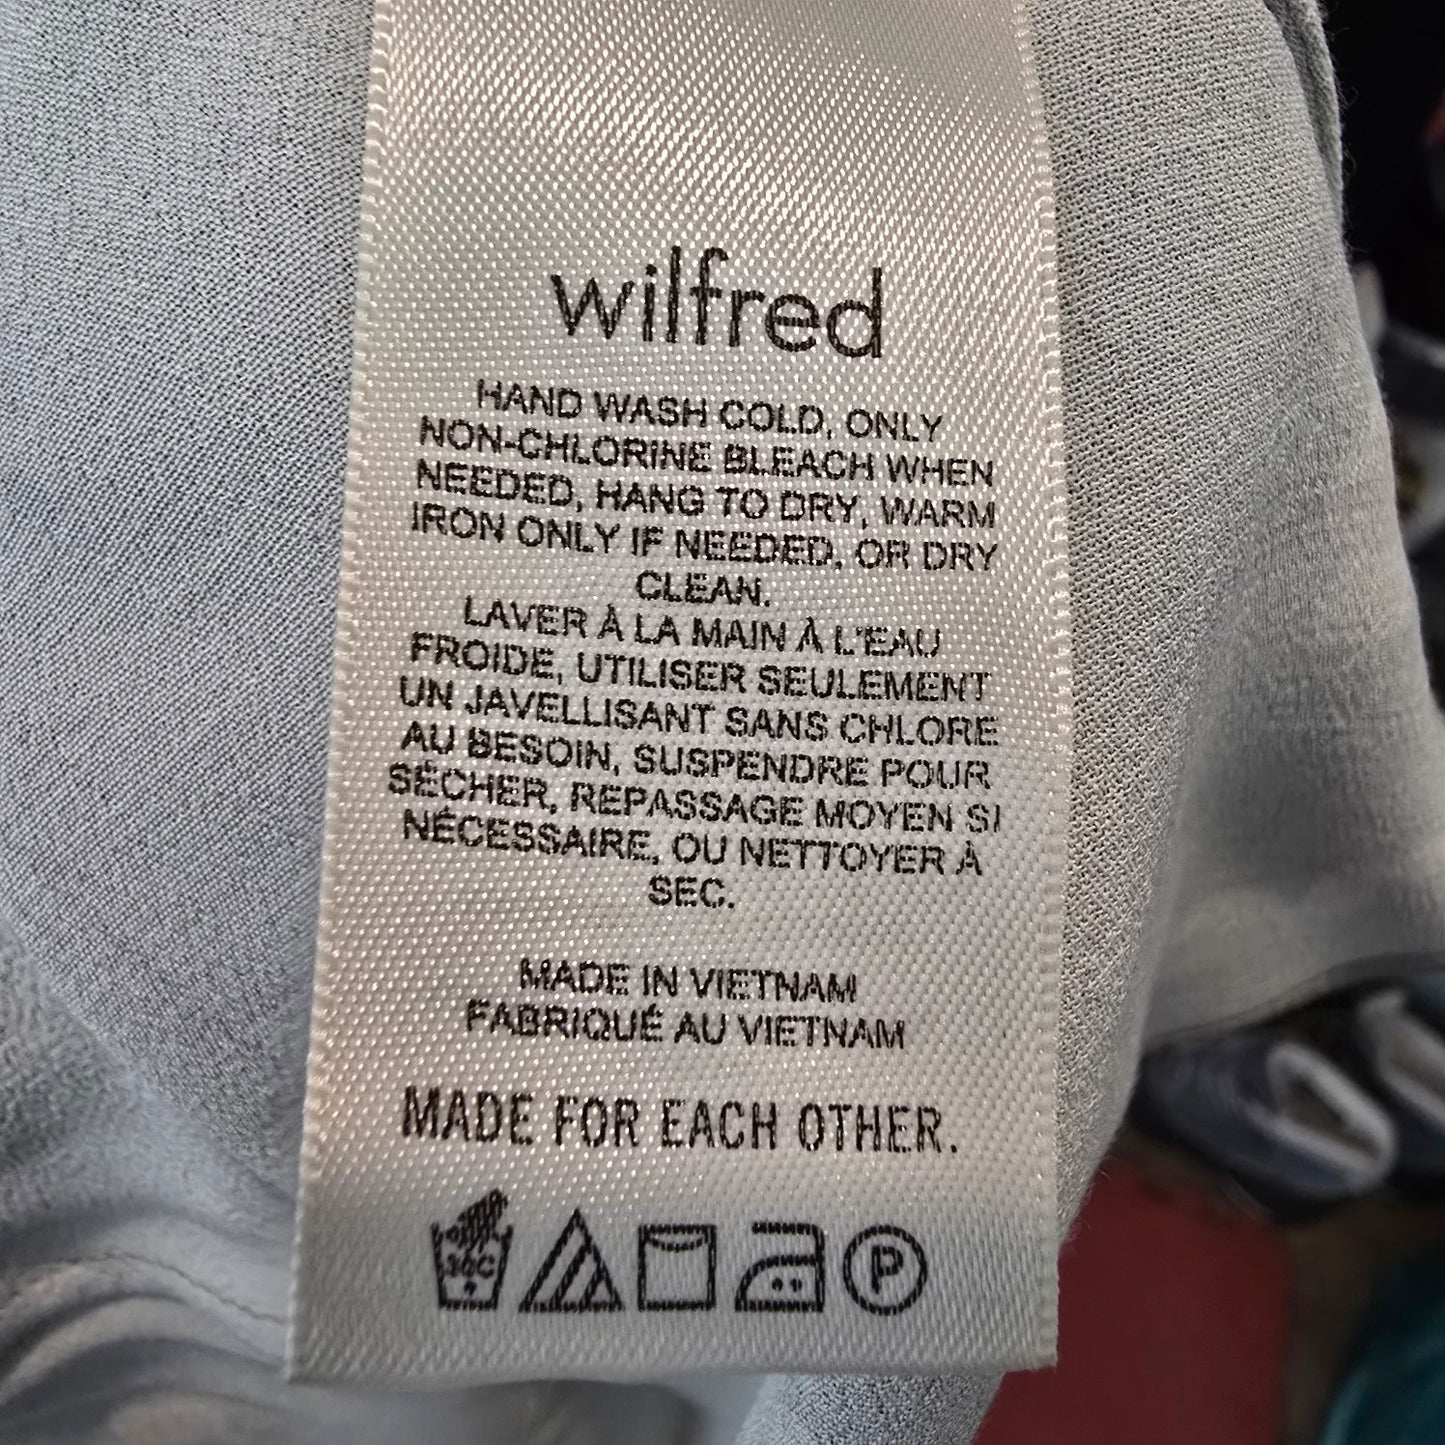 wilfred
HAND WASH COLD, ONLY
NON-CHLORINE BLEACH WHEN
NEEDED, HANG TO DRY, WARM
IRON ONLY IF NEEDED, OR DRY
CLEAN.
LAVER À LA MAIN À L'EAU
FROIDE, UTILISER SEULEMENT
UN JAVELLISANT SANS CHLORE
AU BESOIN, SUSPENDRE POUR
SÉCHER, REPASSAGE MOYEN SI
NÉCESSAIRE, OU NETTOYER À
SEC.
MADE IN VIETNAM
FABRIQUÉ AU VIETNAM
MADE FOR EACH OTHER.
30C
P